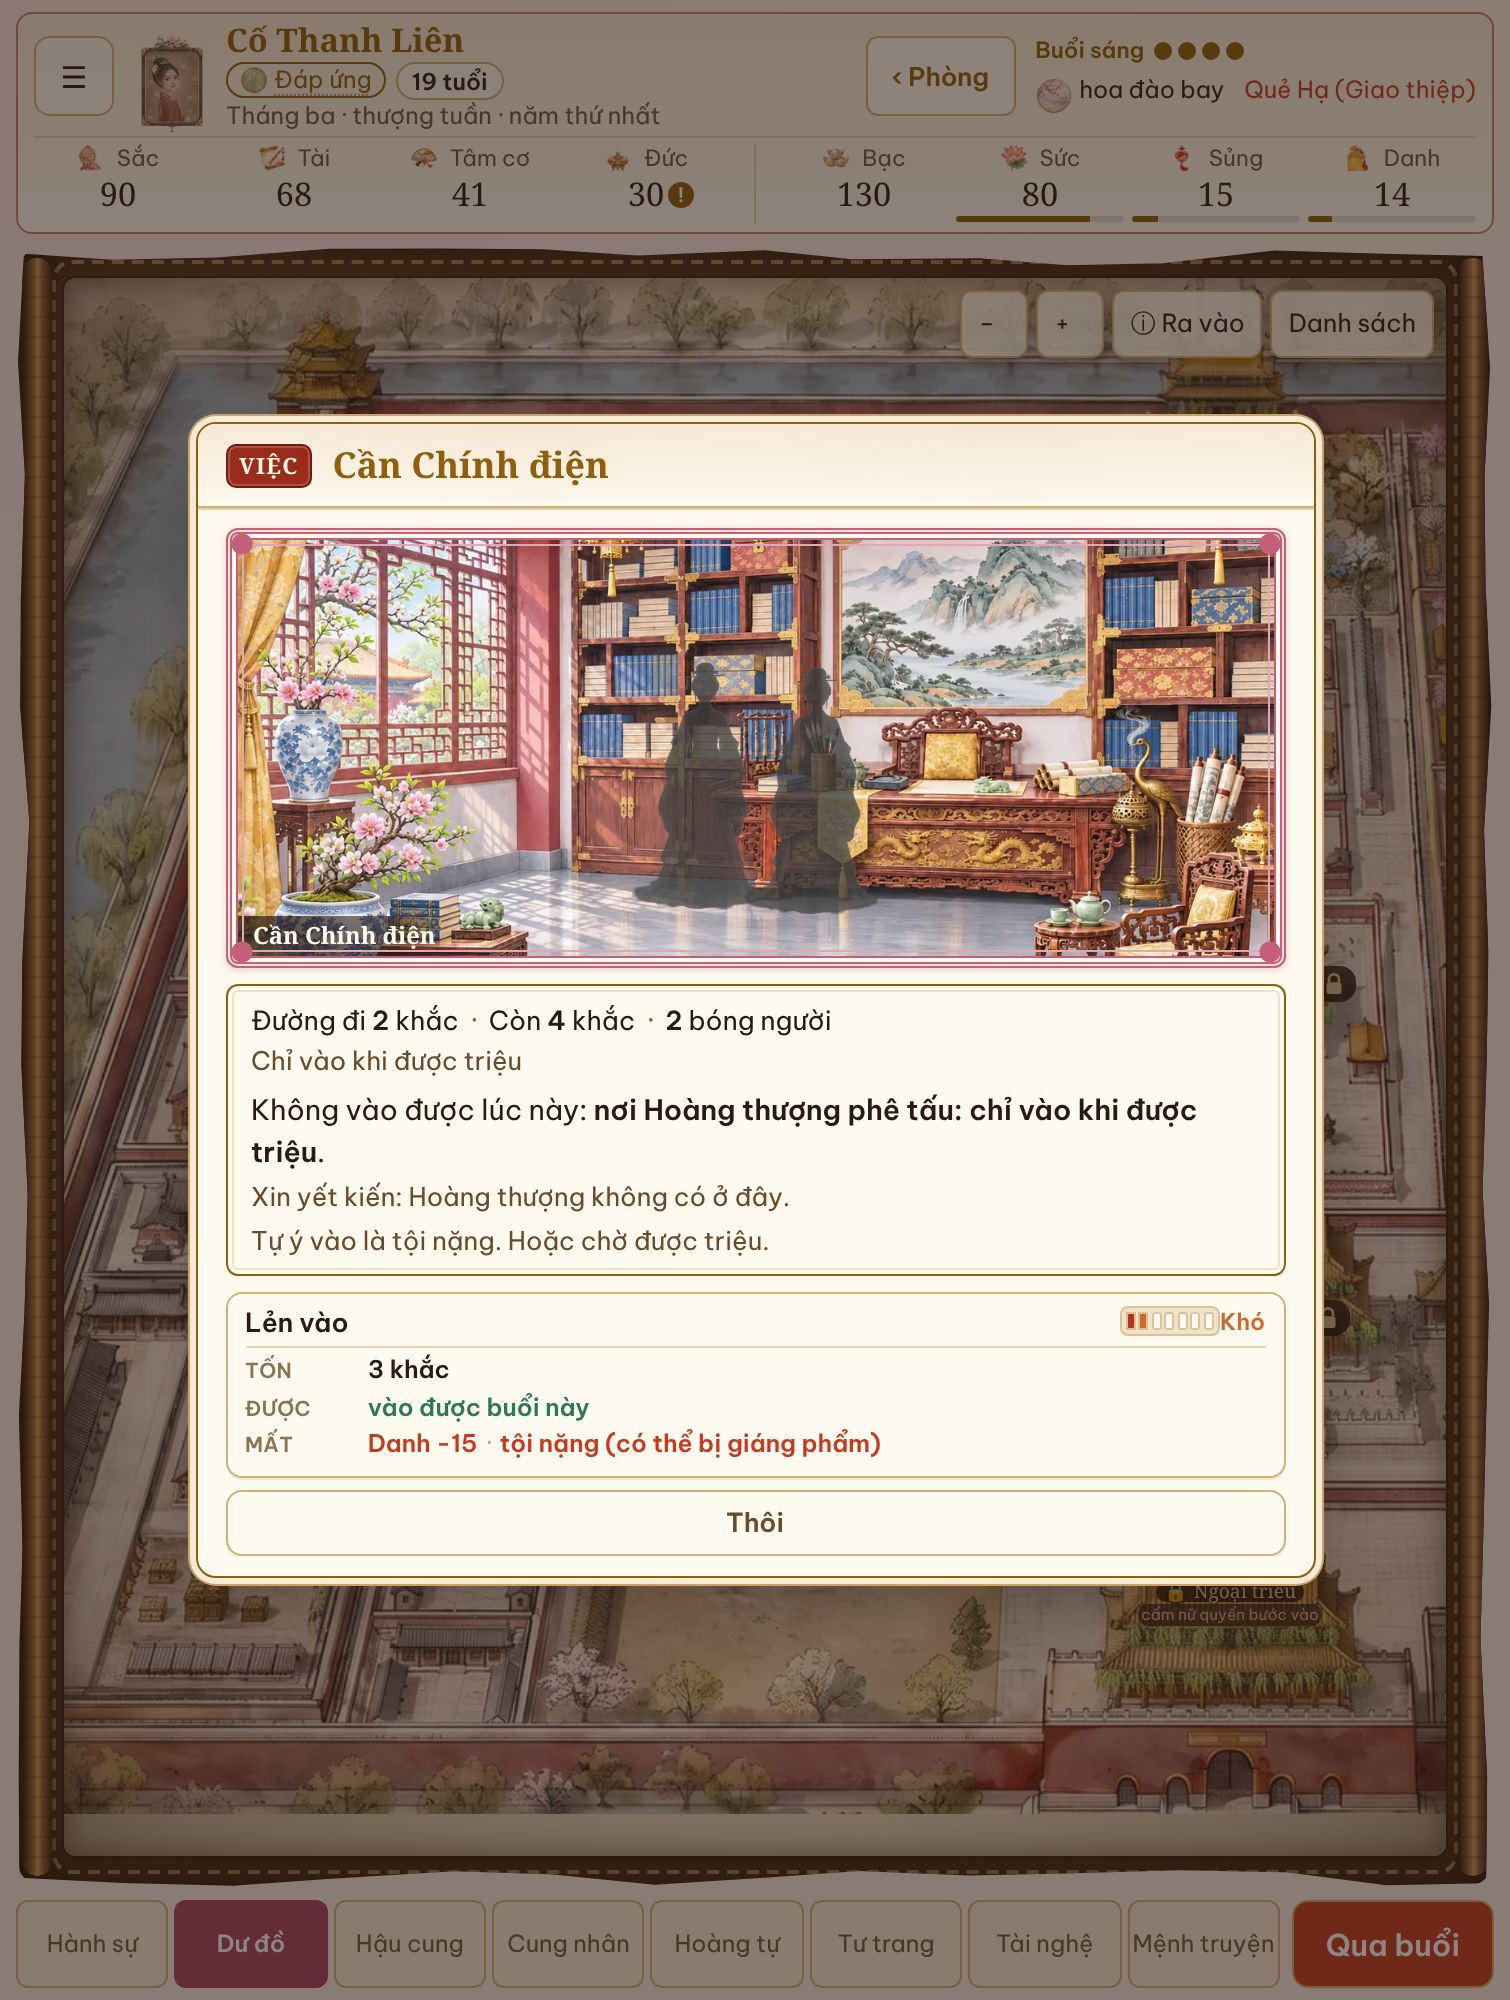 Cố Thanh Liên
Đáp ứng 19 tuổi
Tháng ba · thượng tuần · năm thứ nhất
‹ Phòng
Buổi sáng
hoa đào bay Quẻ Hạ (Giao thiệp)
Sắc Tài Tâm cơ Đức Bạc Sức Sủng Danh
90 68 41 30 ! 130 80 15 14
− + ⓘ Ra vào Danh sách
VIỆC Cần Chính điện
Cần Chính điện
Đường đi 2 khắc · Còn 4 khắc · 2 bóng người
Chỉ vào khi được triệu
Không vào được lúc này: nơi Hoàng thượng phê tấu: chỉ vào khi được
triệu.
Xin yết kiến: Hoàng thượng không có ở đây.
Tự ý vào là tội nặng. Hoặc chờ được triệu.
Lẻn vào Khó
TỐN 3 khắc
ĐƯỢC vào được buổi này
MẤT Danh -15 · tội nặng (có thể bị giáng phẩm)
Thôi
Ngoại triều
cấm nữ quyến bước vào
Hành sự Dư đồ Hậu cung Cung nhân Hoàng tự Tư trang Tài nghệ Mệnh truyện Qua buổi